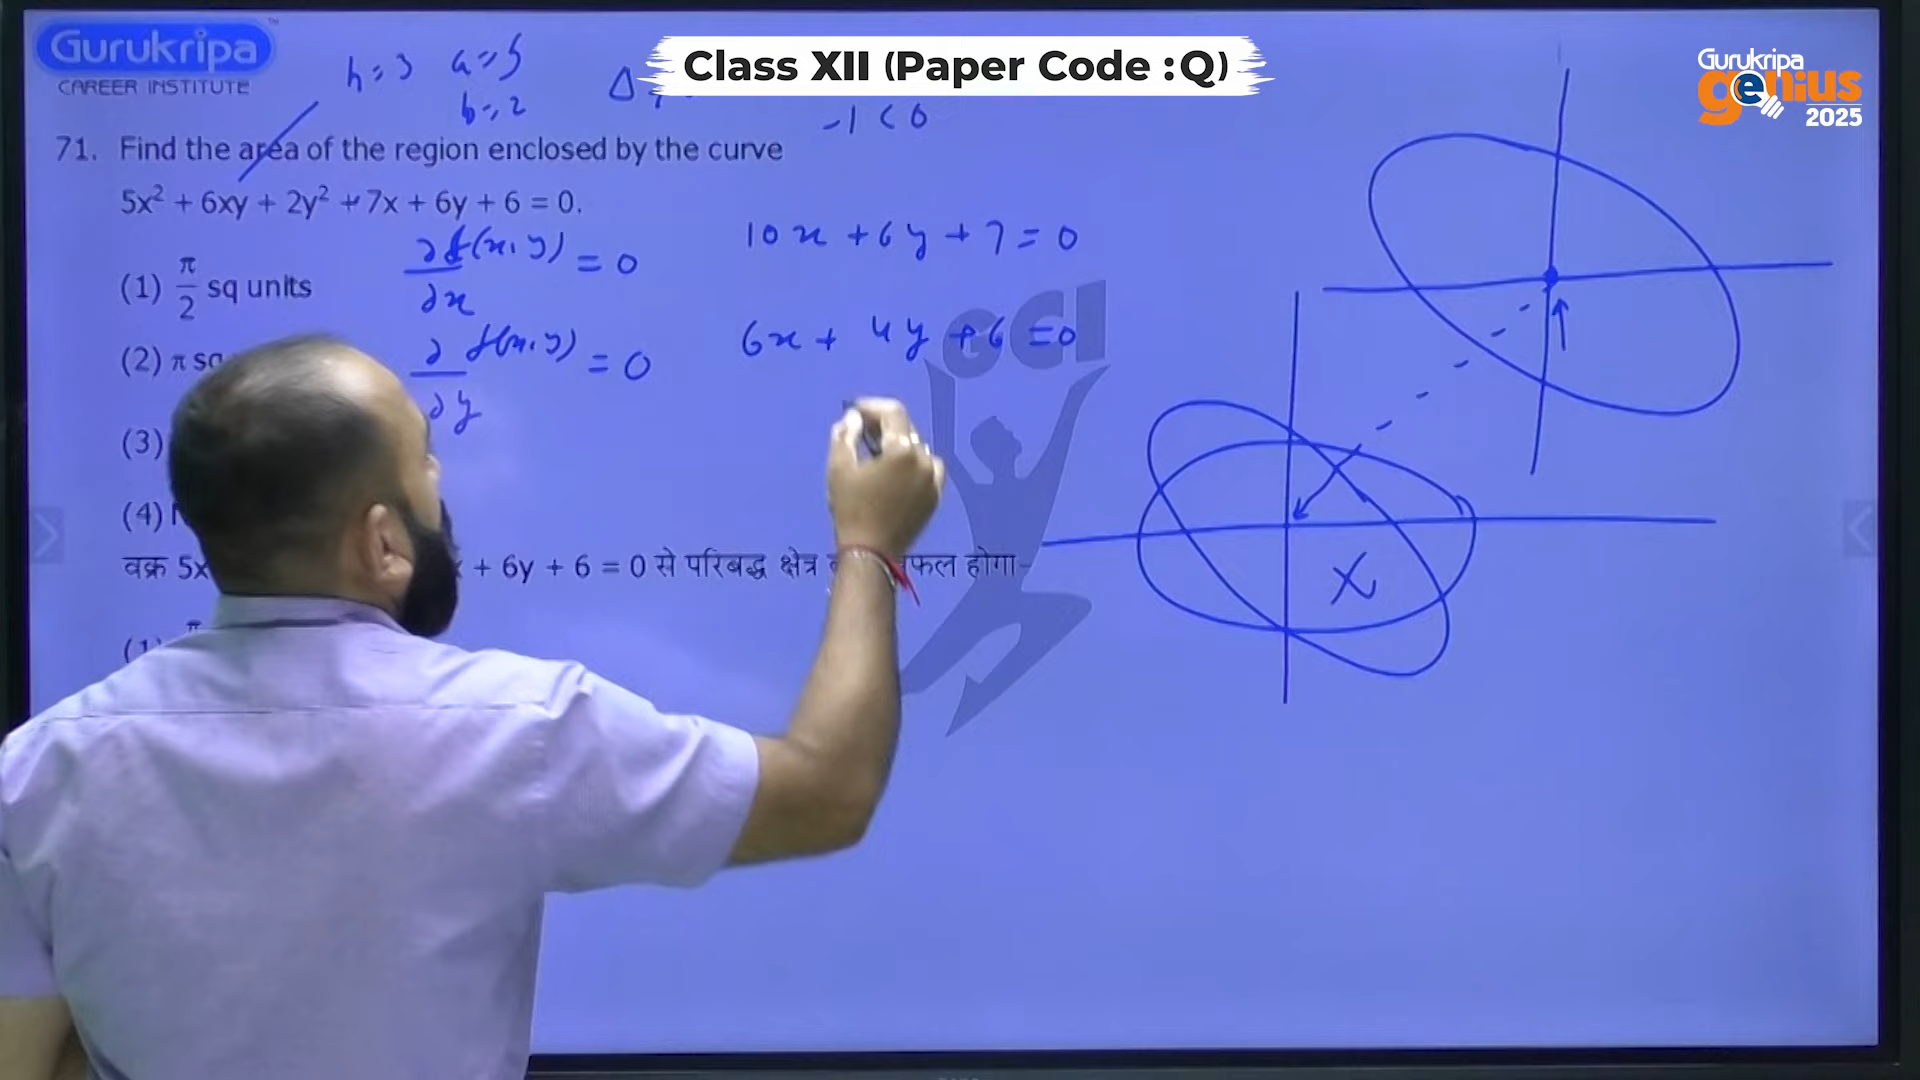 Gurukripa
CAREER INSTITUTE
Class XII (Paper Code :Q)
Gurukripa
genius
2025
h=3 a=5
b=2
Δ
-1<0
71. Find the area of the region enclosed by the curve
5x² + 6xy + 2y² + 7x + 6y + 6 = 0.
(1) π/2 sq units
∂f(x,y)/∂x = 0
10x + 6y + 7 = 0
(2) π sq
∂f(x,y)/∂y = 0
6x + 4y + 6 = 0
GCI
(3)
(4)
वक्र 5x
+ 6y + 6 = 0 से परिबद्ध क्षेत्र
होगा-
X